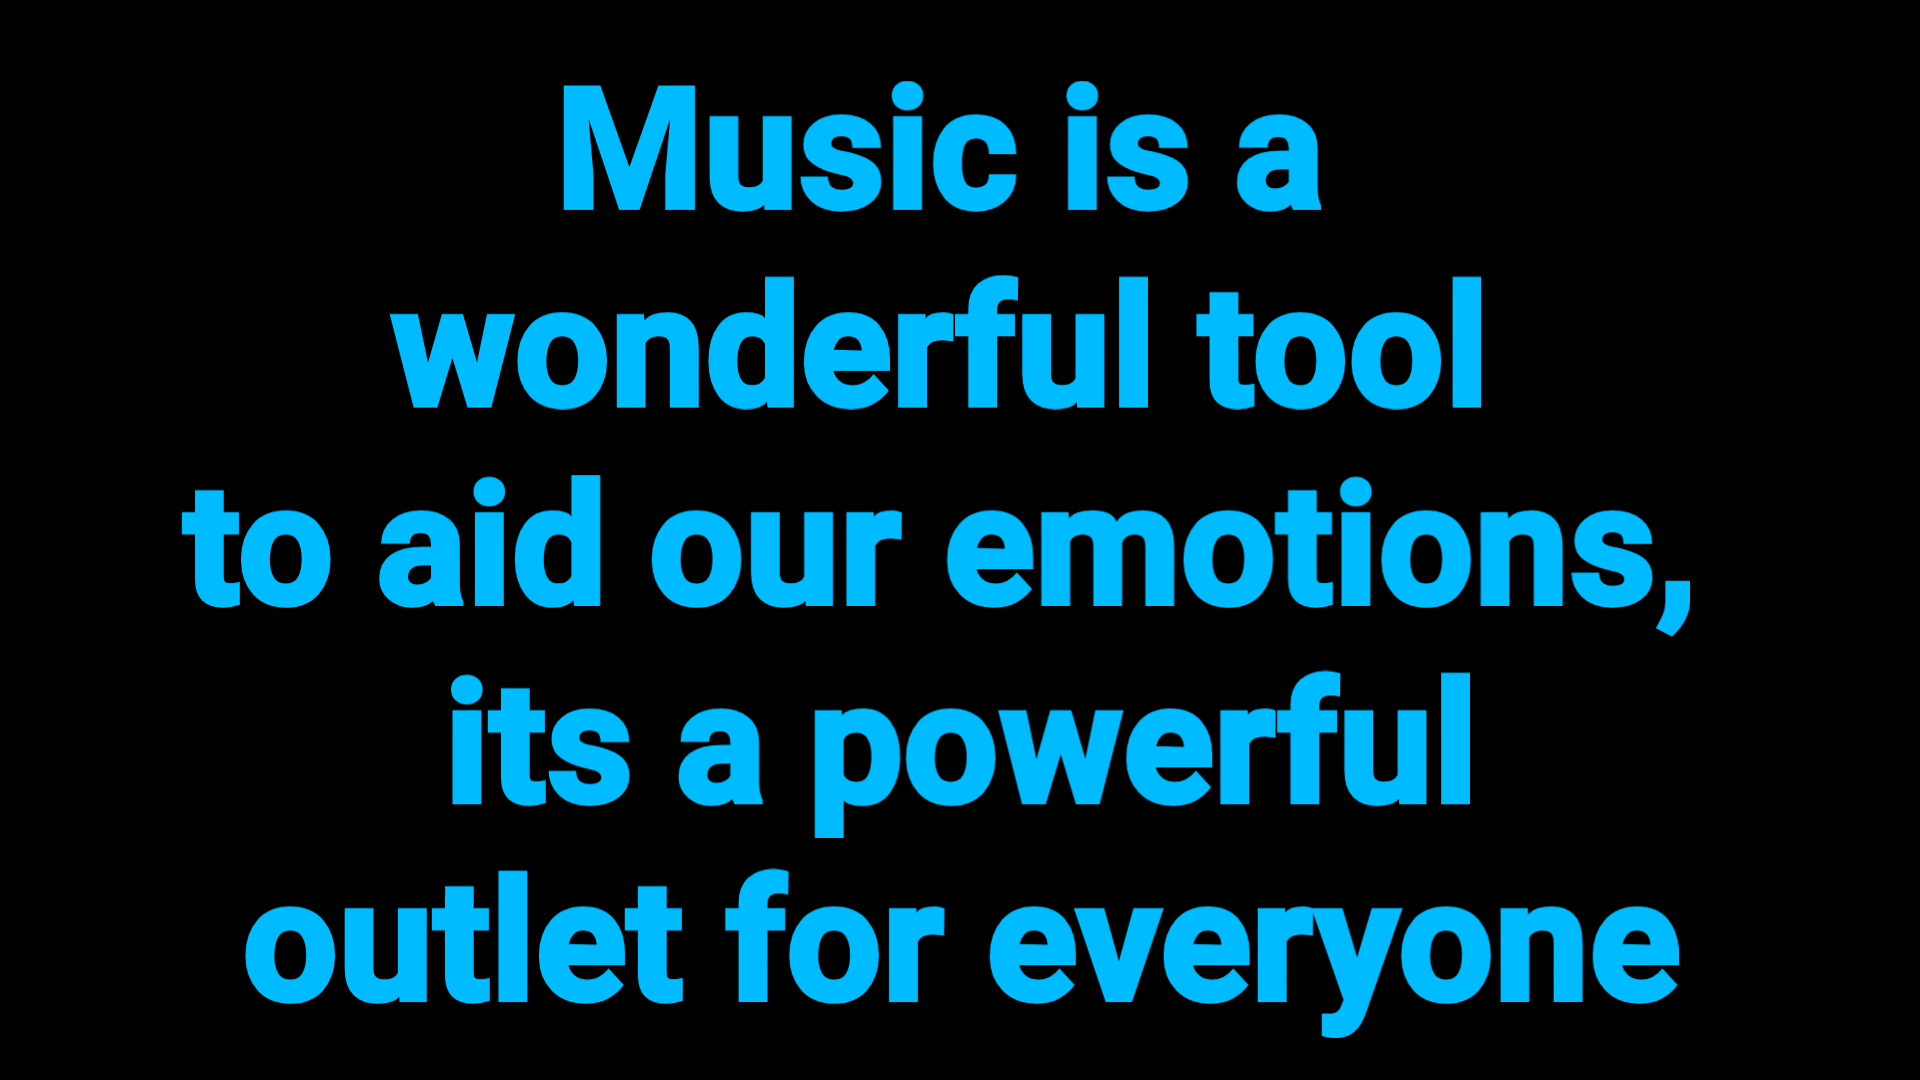 Music is a
wonderful tool
to aid our emotions,
its a powerful
outlet for everyone